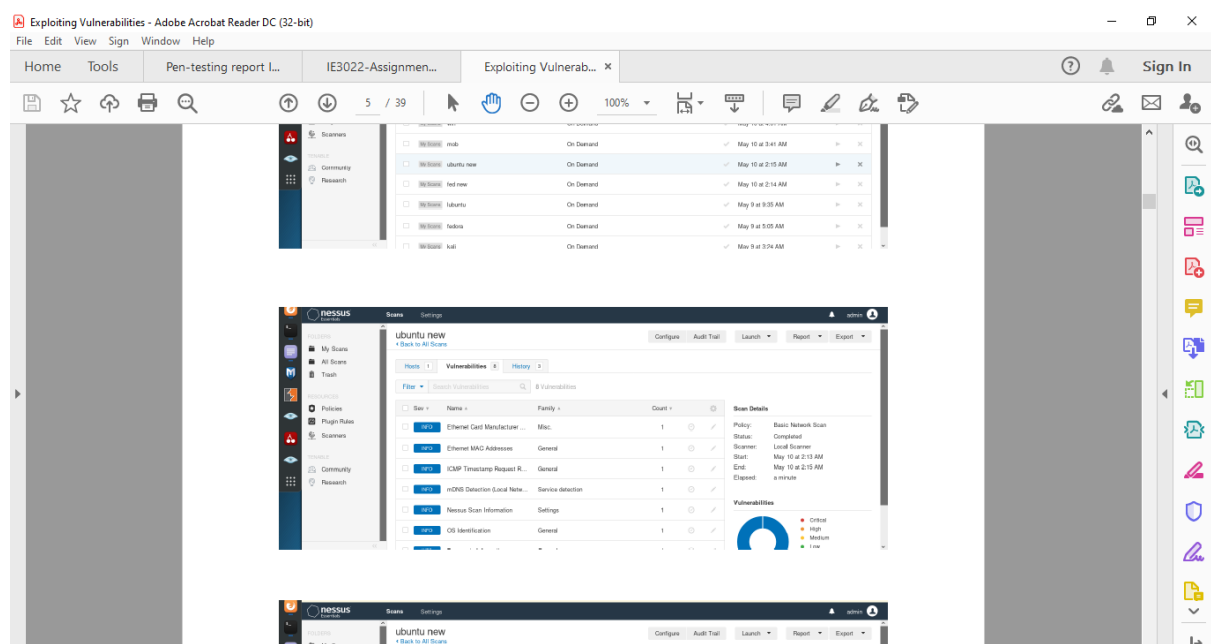 Exploiting Vulnerabilities - Adobe Acrobat Reader DC (32-bit)
File Edit View Sign Window Help
Home Tools Pen-testing report I... IE3022-Assignmen... Exploiting Vulnerab... × Sign In
5 / 39 100%
Scanners
My Scans mob On Demand May 10 at 3:41 AM
TENABLE
Community
My Scans ubuntu new On Demand May 10 at 2:15 AM
Research
My Scans fed new On Demand May 10 at 2:14 AM
My Scans lubuntu On Demand May 9 at 9:35 AM
My Scans fedora On Demand May 9 at 5:05 AM
My Scans kali On Demand May 9 at 3:24 AM
nessus Essentials Scans Settings admin
FOLDERS
My Scans
All Scans
Trash
RESOURCES
Policies
Plugin Rules
Scanners
TENABLE
Community
Research
ubuntu new
Back to All Scans
Configure Audit Trail Launch Report Export
Hosts 1 Vulnerabilities 8 History 3
Filter Search Vulnerabilities 8 Vulnerabilities
Sev Name Family Count
INFO Ethernet Card Manufacturer ... Misc. 1
INFO Ethernet MAC Addresses General 1
INFO ICMP Timestamp Request R... General 1
INFO mDNS Detection (Local Netw... Service detection 1
INFO Nessus Scan Information Settings 1
INFO OS Identification General 1
Scan Details
Policy: Basic Network Scan
Status: Completed
Scanner: Local Scanner
Start: May 10 at 2:13 AM
End: May 10 at 2:15 AM
Elapsed: a minute
Vulnerabilities
Critical
High
Medium
Low
nessus Essentials Scans Settings admin
FOLDERS
ubuntu new
Back to All Scans
Configure Audit Trail Launch Report Export